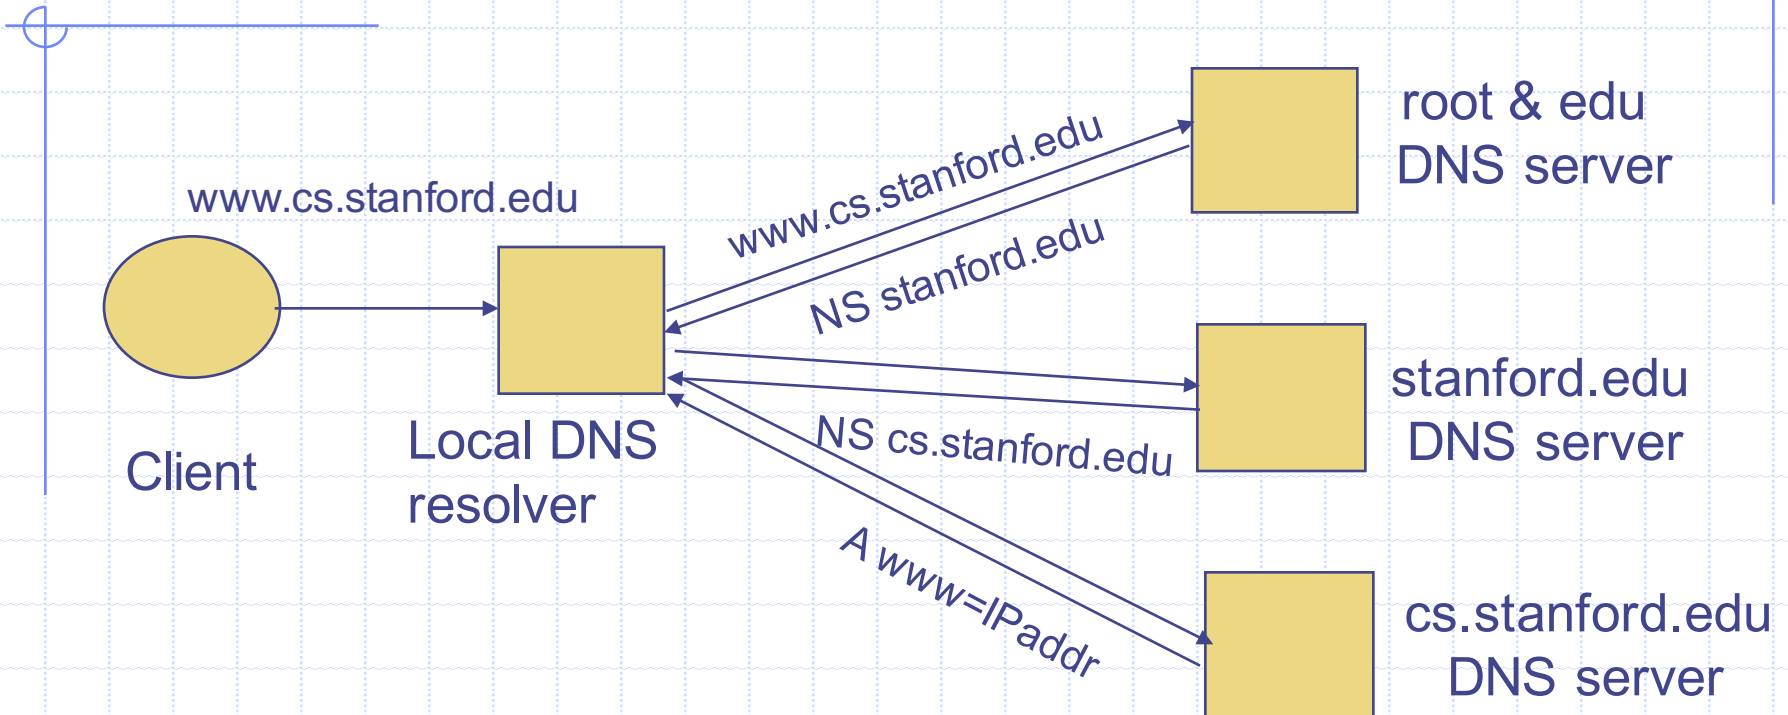 www.cs.stanford.edu
Client
Local DNS
resolver
www.cs.stanford.edu
NS stanford.edu
NS cs.stanford.edu
A www=IPaddr
root & edu
DNS server
stanford.edu
DNS server
cs.stanford.edu
DNS server